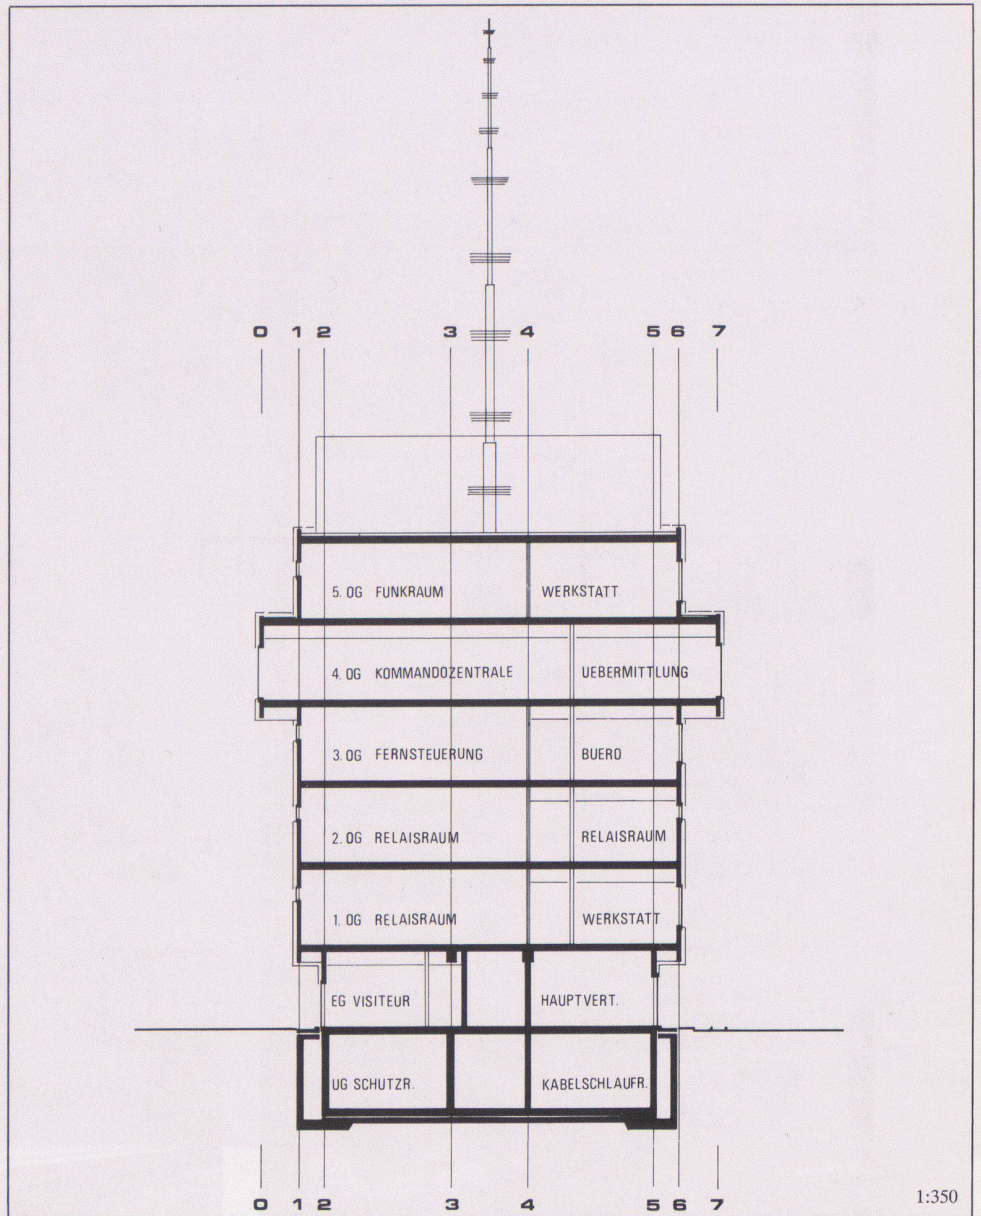 0 1 2 3 4 5 6 7
5. OG FUNKRAUM WERKSTATT
4. OG KOMMANDOZENTRALE UEBERMITTLUNG
3. OG FERNSTEUERUNG BUERO
2. OG RELAISRAUM RELAISRAUM
1. OG RELAISRAUM WERKSTATT
EG VISITEUR HAUPTVERT.
UG SCHUTZR. KABELSCHLAUFR.
0 1 2 3 4 5 6 7
1:350